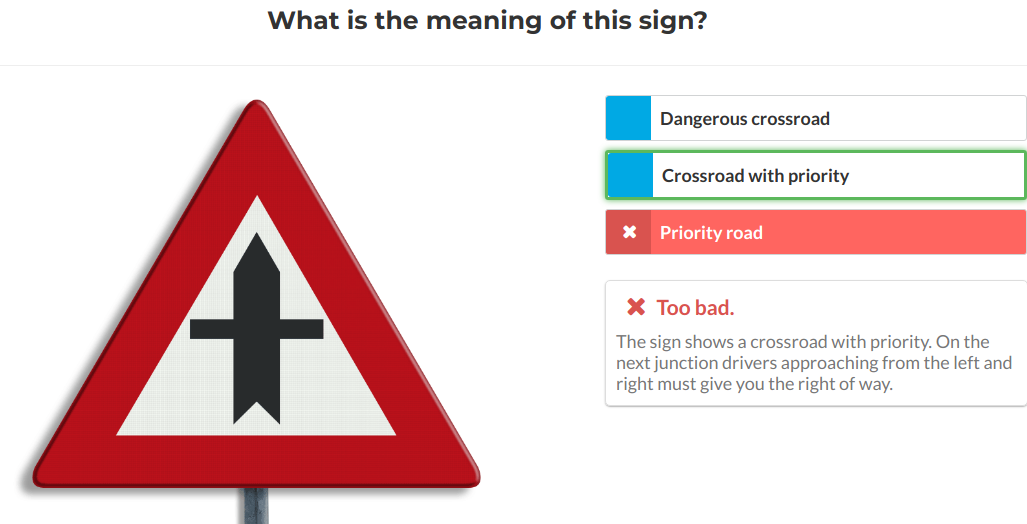 What is the meaning of this sign?
Dangerous crossroad
Crossroad with priority
Priority road
Too bad.
The sign shows a crossroad with priority. On the
next junction drivers approaching from the left and
right must give you the right of way.